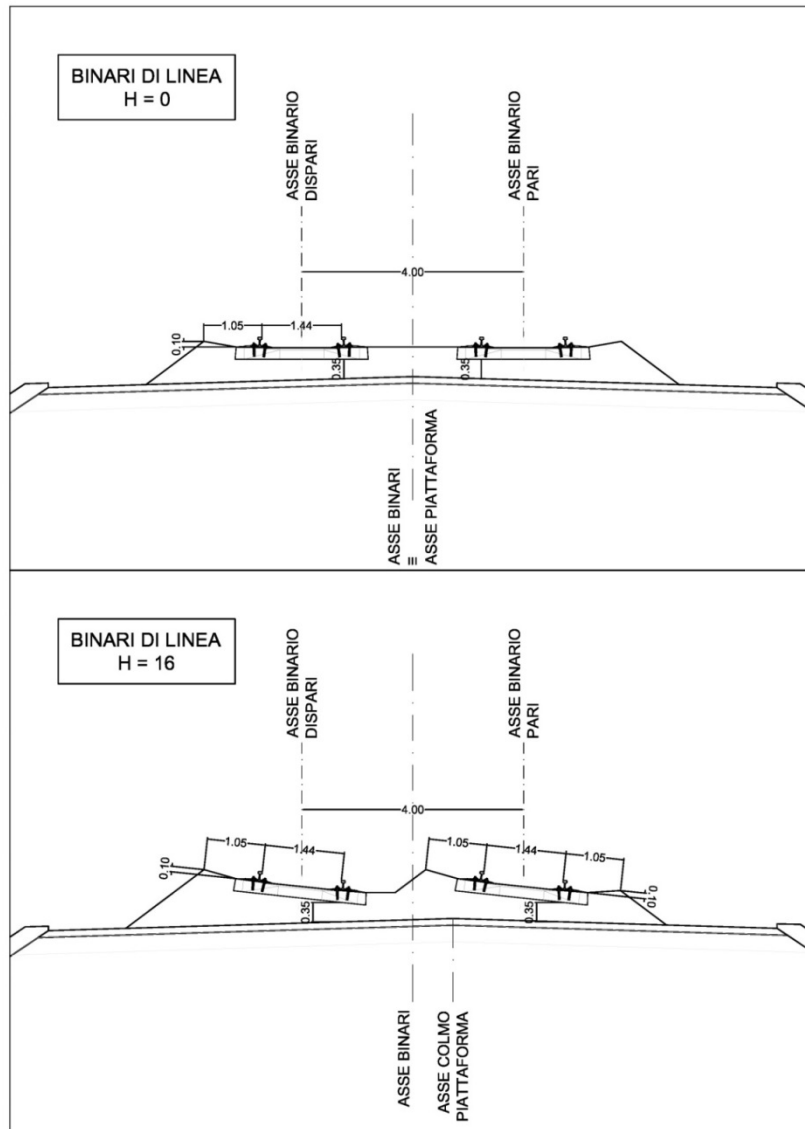 BINARI DI LINEA
H = 0
ASSE BINARIO
DISPARI
ASSE BINARIO
PARI
4.00
1.05
1.44
0.10
0.35
0.35
ASSE BINARI
≡
ASSE PIATTAFORMA
BINARI DI LINEA
H = 16
ASSE BINARIO
DISPARI
ASSE BINARIO
PARI
4.00
1.05
1.44
1.05
1.44
1.05
0.10
0.10
0.35
0.35
ASSE BINARI
ASSE COLMO
PIATTAFORMA